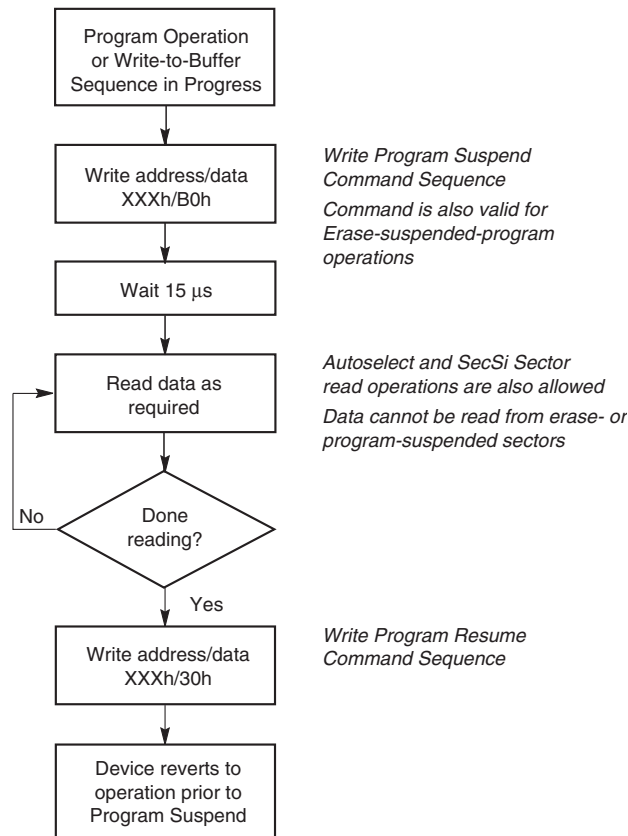 Program Operation
or Write-to-Buffer
Sequence in Progress
Write address/data
XXXh/B0h
Write Program Suspend
Command Sequence
Command is also valid for
Erase-suspended-program
operations
Wait 15 μs
Read data as
required
Autoselect and SecSi Sector
read operations are also allowed
Data cannot be read from erase- or
program-suspended sectors
No
Done
reading?
Yes
Write address/data
XXXh/30h
Write Program Resume
Command Sequence
Device reverts to
operation prior to
Program Suspend